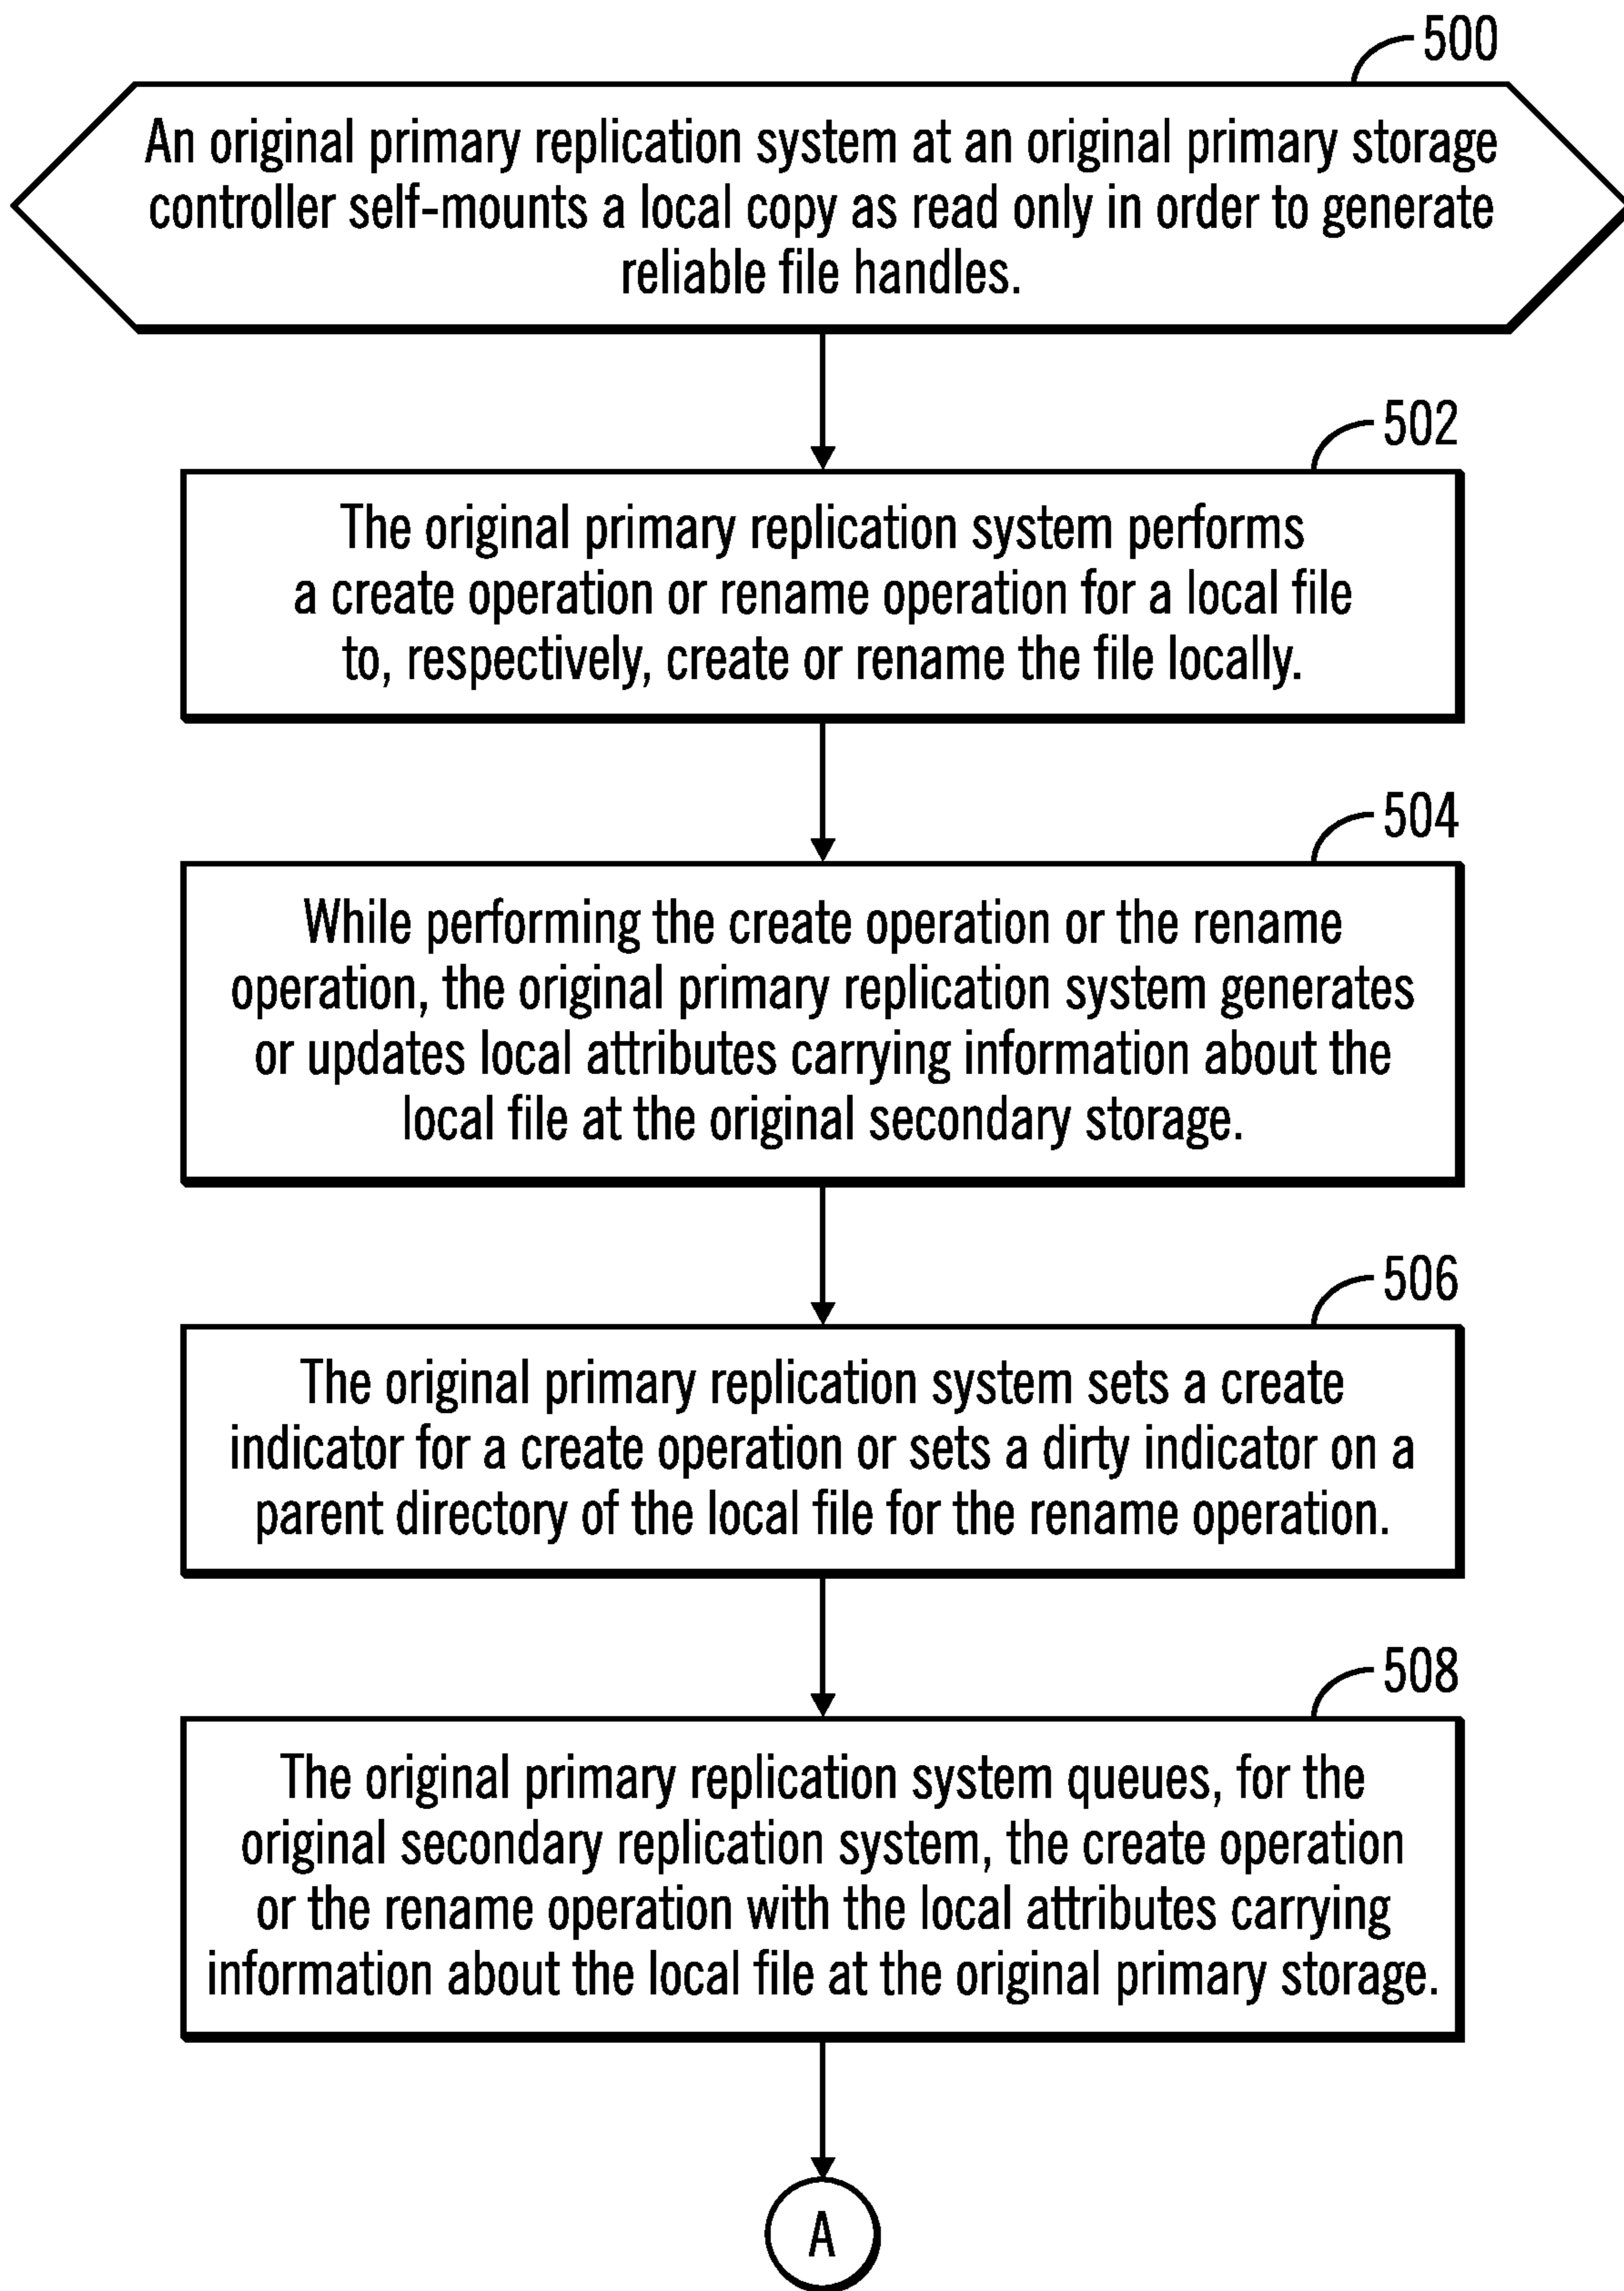 500
An original primary replication system at an original primary storage
controller self-mounts a local copy as read only in order to generate
reliable file handles.
502
The original primary replication system performs
a create operation or rename operation for a local file
to, respectively, create or rename the file locally.
504
While performing the create operation or the rename
operation, the original primary replication system generates
or updates local attributes carrying information about the
local file at the original secondary storage.
506
The original primary replication system sets a create
indicator for a create operation or sets a dirty indicator on a
parent directory of the local file for the rename operation.
508
The original primary replication system queues, for the
original secondary replication system, the create operation
or the rename operation with the local attributes carrying
information about the local file at the original primary storage.
A